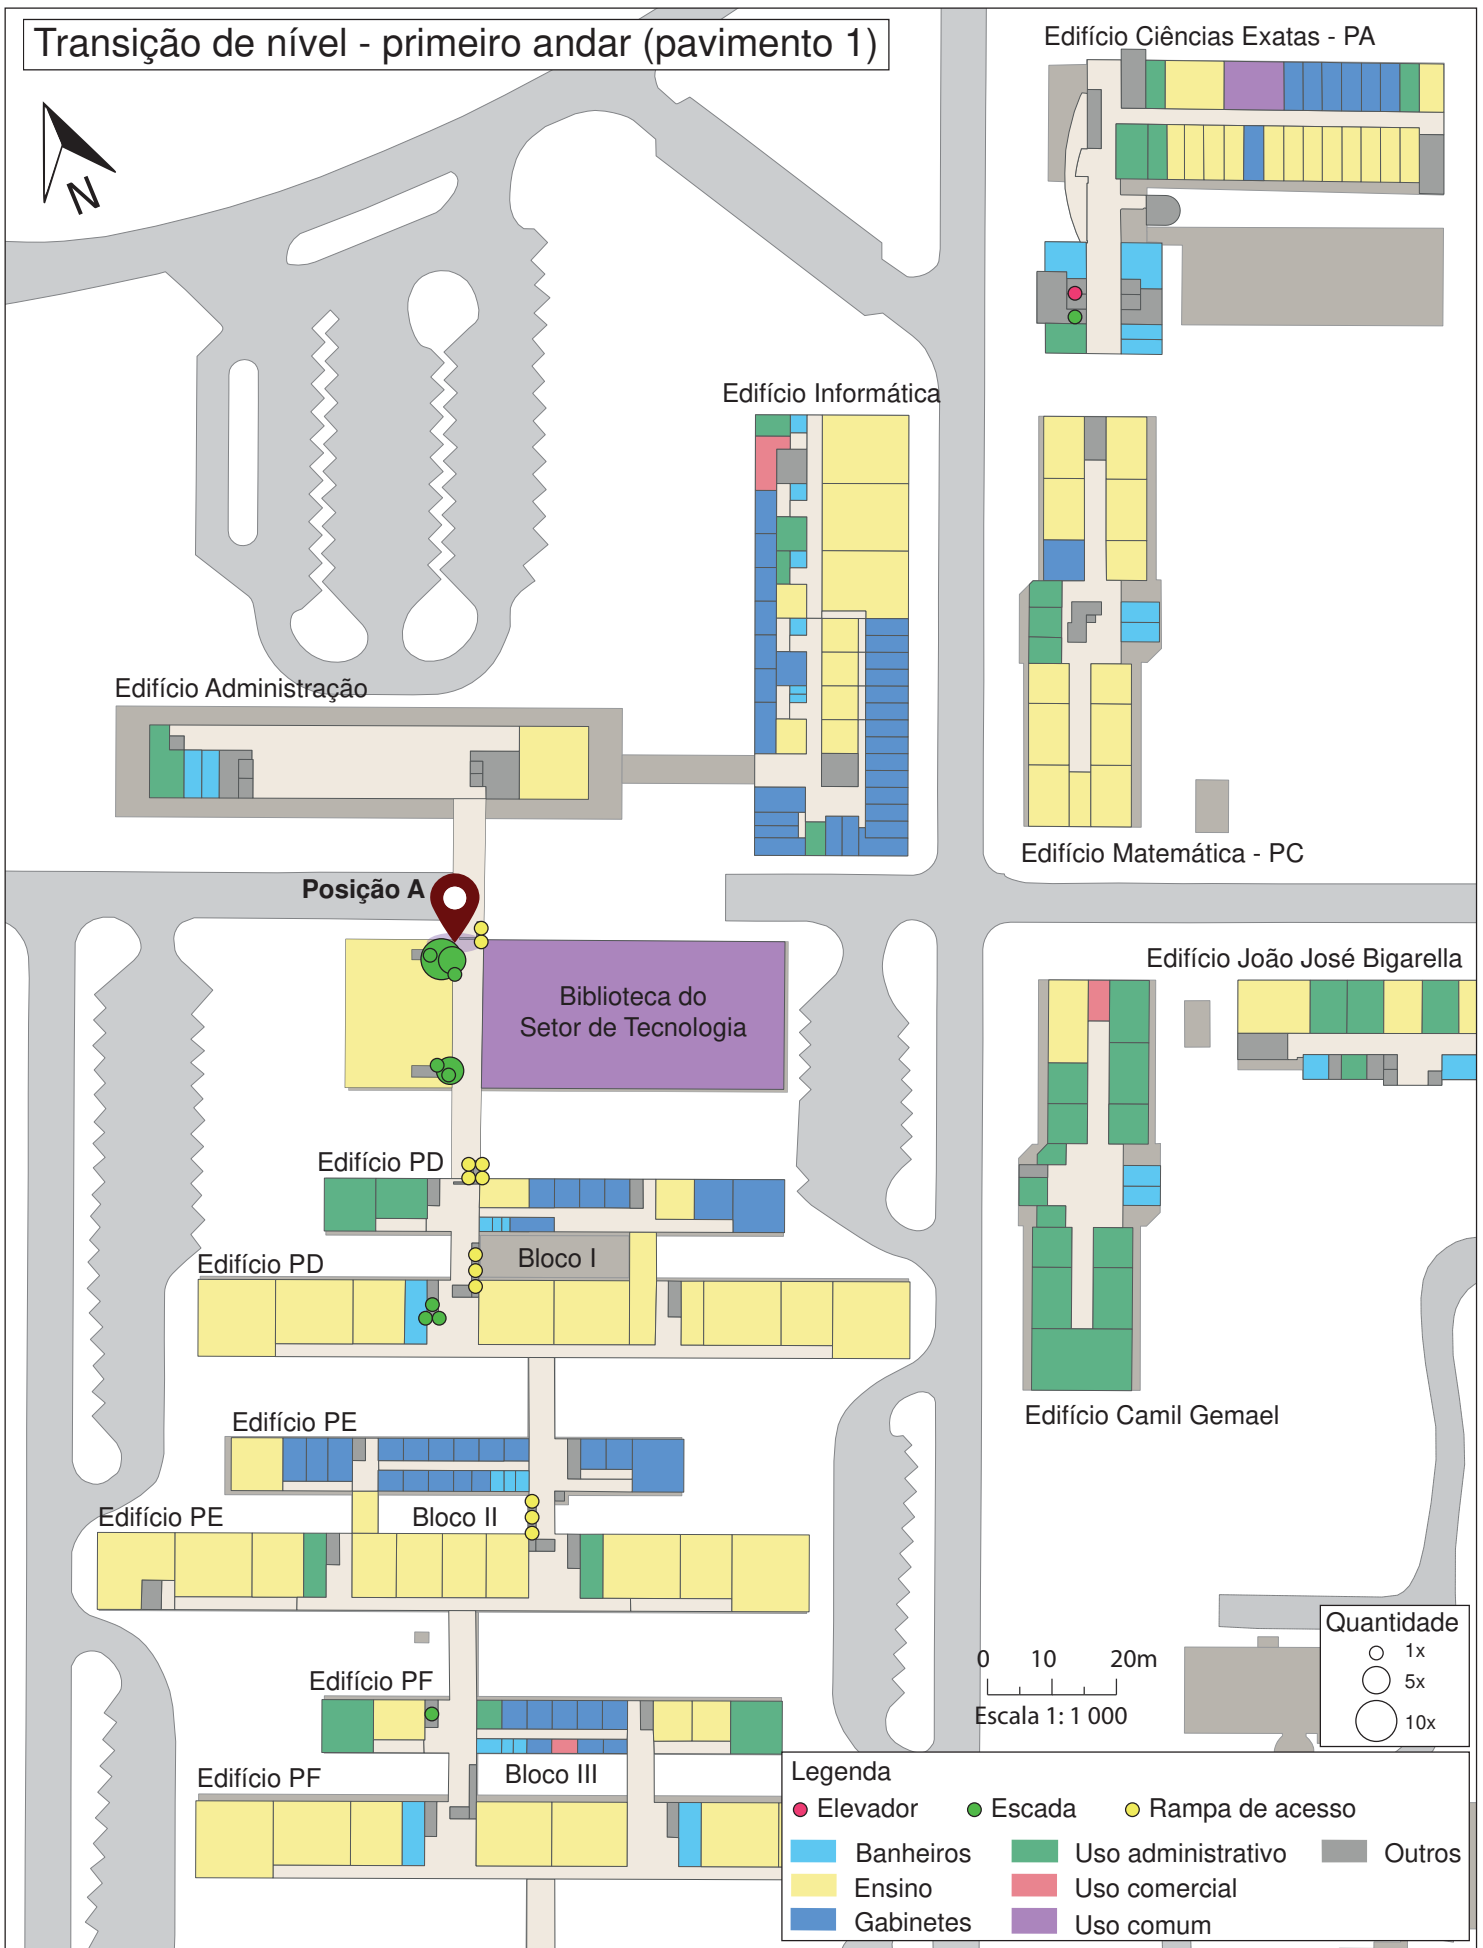 Transição de nível - primeiro andar (pavimento 1)
Edifício Ciências Exatas - PA
N
Edifício Informática
Edifício Administração
Edifício Matemática - PC
Posição A
Edifício João José Bigarella
Biblioteca do
Setor de Tecnologia
Edifício PD
Edifício PD
Bloco I
Edifício Camil Gemael
Edifício PE
Edifício PE
Bloco II
Edifício PF
Edifício PF
Bloco III
0 10 20m
Escala 1: 1 000
Quantidade
1x
5x
10x
Legenda
Elevador
Escada
Rampa de acesso
Banheiros
Uso administrativo
Outros
Ensino
Uso comercial
Gabinetes
Uso comum